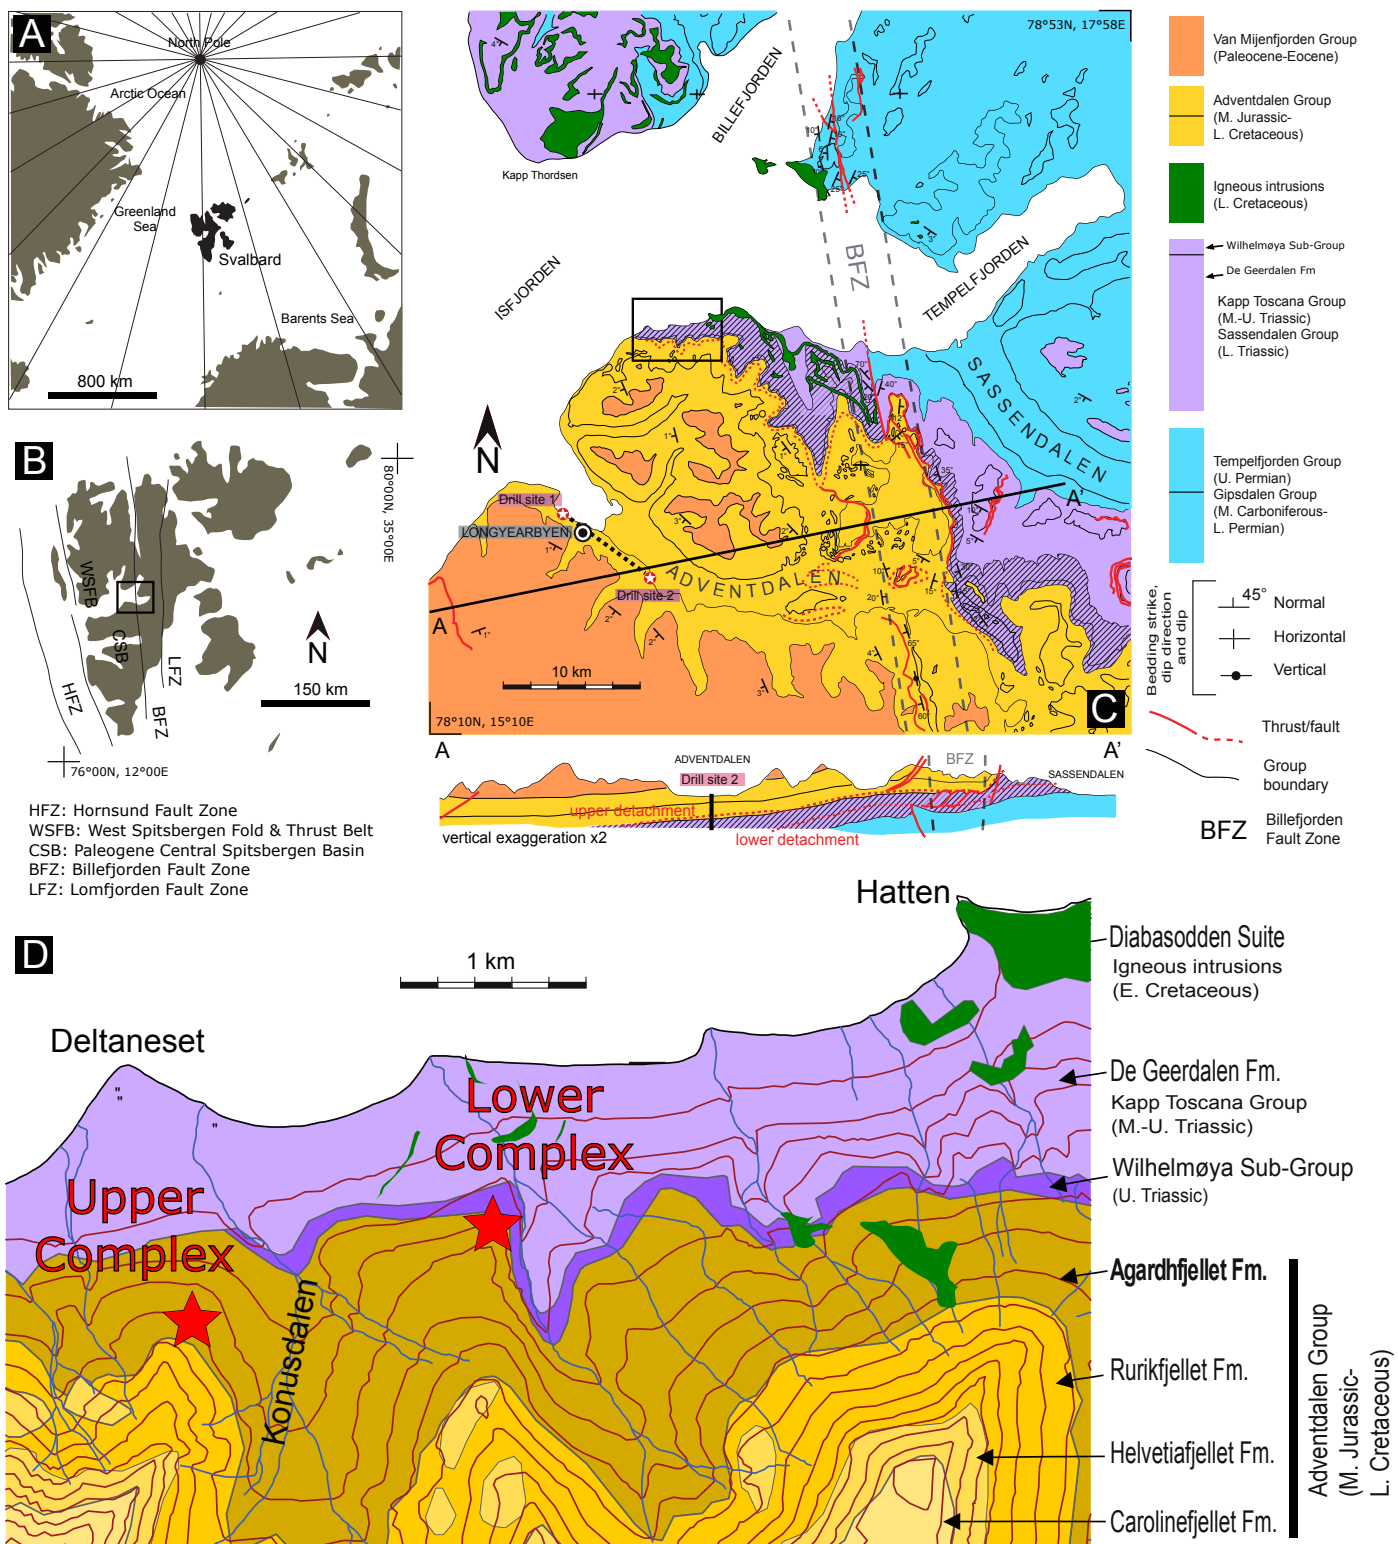 A
North Pole
Arctic Ocean
Greenland
Sea
Svalbard
Barents Sea
800 km
B
80°00N, 35°00E
WSFB
CSB
HFZ
BFZ
LFZ
N
150 km
76°00N, 12°00E
HFZ: Hornsund Fault Zone
WSFB: West Spitsbergen Fold & Thrust Belt
CSB: Paleogene Central Spitsbergen Basin
BFZ: Billefjorden Fault Zone
LFZ: Lomfjorden Fault Zone
78°53N, 17°58E
BILLEFJORDEN
Kapp Thordsen
ISFJORDEN
BFZ
TEMPELFJORDEN
SASSENDALEN
N
Drill site 1
LONGYEARBYEN
Drill site 2
ADVENTDALEN
A
A'
10 km
78°10N, 15°10E
C
A
A'
ADVENTDALEN
Drill site 2
BFZ
SASSENDALEN
upper detachment
lower detachment
vertical exaggeration x2
Van Mijenfjorden Group
(Paleocene-Eocene)
Adventdalen Group
(M. Jurassic-
L. Cretaceous)
Igneous intrusions
(L. Cretaceous)
Wilhelmøya Sub-Group
De Geerdalen Fm
Kapp Toscana Group
(M.-U. Triassic)
Sassendalen Group
(L. Triassic)
Tempelfjorden Group
(U. Permian)
Gipsdalen Group
(M. Carboniferous-
L. Permian)
Bedding strike,
dip direction
and dip
45° Normal
Horizontal
Vertical
Thrust/fault
Group
boundary
BFZ Billefjorden
Fault Zone
D
Hatten
1 km
Deltaneset
Lower
Complex
Upper
Complex
Konusdalen
Diabasodden Suite
Igneous intrusions
(E. Cretaceous)
De Geerdalen Fm.
Kapp Toscana Group
(M.-U. Triassic)
Wilhelmøya Sub-Group
(U. Triassic)
Agardhfjellet Fm.
Rurikfjellet Fm.
Helvetiafjellet Fm.
Carolinefjellet Fm.
Adventdalen Group
(M. Jurassic-
L. Cretaceous)